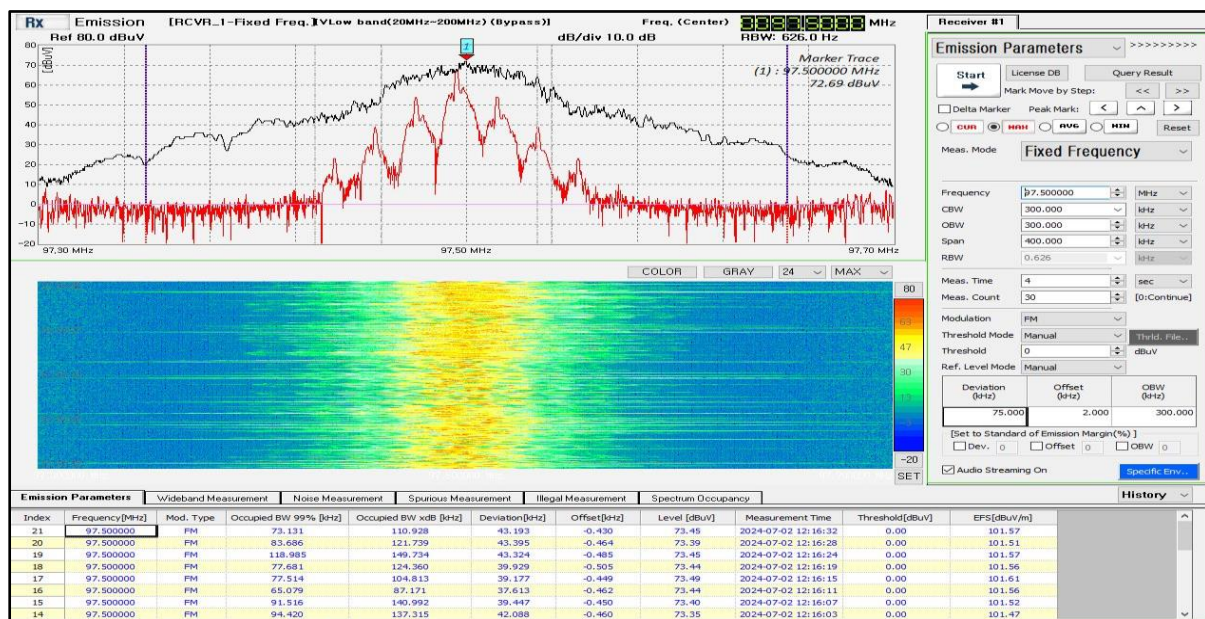 Rx Emission [RCVR_1-Fixed Freq.][VLow band(20MHz~200MHz) (Bypass)] Freq. (Center) 0097.5000 MHz
Ref 80.0 dBuV dB/div 10.0 dB RBW: 626.0 Hz
80
70
60
50
40
30
20
10
0
-10
-20
1
Marker Trace
(1) : 97.500000 MHz
72.69 dBuV
97,30 MHz 97,50 MHz 97,70 MHz
COLOR GRAY 24 MAX
80
63
47
30
-20
SET
Receiver #1
Emission Parameters >>>>>>>>>
Start License DB Query Result
Mark Move by Step: << >>
Delta Marker Peak Mark: < ^ >
CUR MAX AVG MIN Reset
Meas. Mode Fixed Frequency
Frequency 97.500000 MHz
CBW 300.000 kHz
OBW 300.000 kHz
Span 400.000 kHz
RBW 0.626 kHz
Meas. Time 4 sec
Meas. Count 30 [0:Continue]
Modulation FM
Threshold Mode Manual Thrld. File..
Threshold 0 dBuV
Ref. Level Mode Manual
Deviation (kHz) Offset (kHz) OBW (kHz)
75.000 2.000 300.000
[Set to Standard of Emission Margin(%) ]
Dev. 0 Offset 0 OBW 0
Audio Streaming On Specific Env..
Emission Parameters Wideband Measurement Noise Measurement Spurious Measurement Illegal Measurement Spectrum Occupancy History
Index Frequency[MHz] Mod. Type Occupied BW 99% [kHz] Occupied BW xdB [kHz] Deviation[kHz] Offset[kHz] Level [dBuV] Measurement Time Threshold[dBuV] EFS[dBuV/m]
21 97.500000 FM 73.131 110.928 43.193 -0.430 73.45 2024-07-02 12:16:32 0.00 101.57
20 97.500000 FM 83.686 121.739 43.395 -0.464 73.39 2024-07-02 12:16:28 0.00 101.51
19 97.500000 FM 118.985 149.734 43.324 -0.485 73.45 2024-07-02 12:16:24 0.00 101.57
18 97.500000 FM 77.681 124.360 39.929 -0.505 73.44 2024-07-02 12:16:19 0.00 101.56
17 97.500000 FM 77.514 104.813 39.177 -0.449 73.49 2024-07-02 12:16:15 0.00 101.61
16 97.500000 FM 65.079 87.171 37.613 -0.462 73.44 2024-07-02 12:16:11 0.00 101.56
15 97.500000 FM 91.516 140.992 39.447 -0.450 73.40 2024-07-02 12:16:07 0.00 101.52
14 97.500000 FM 94.420 137.315 42.088 -0.460 73.35 2024-07-02 12:16:03 0.00 101.47